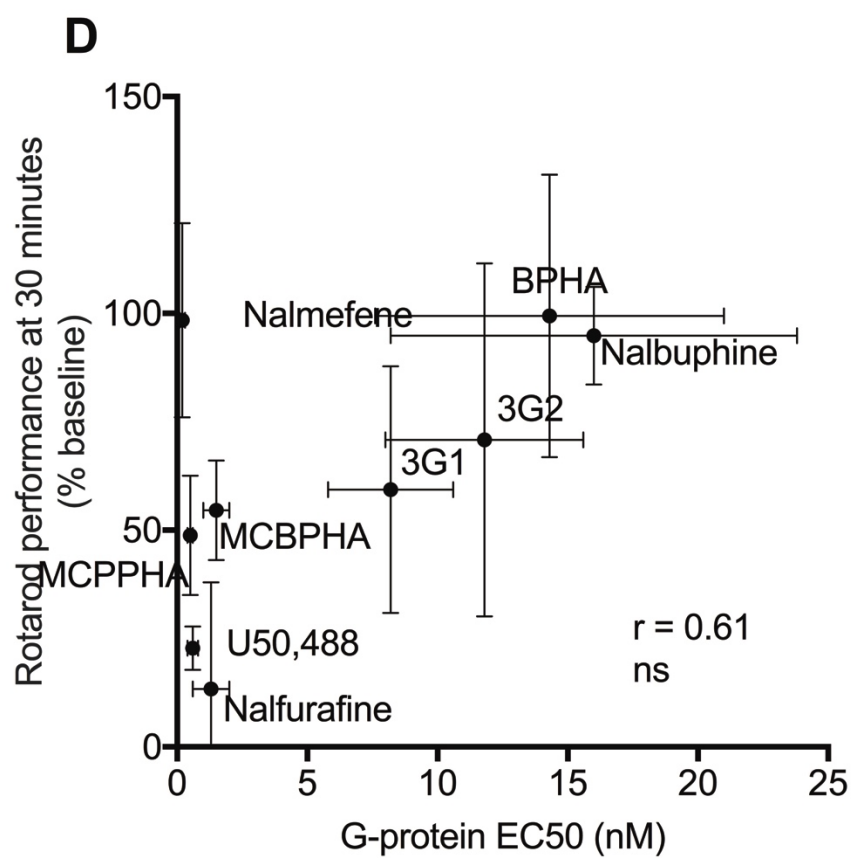 D
Rotarod performance at 30 minutes
(% baseline)
150
100
50
0
BPHA
Nalmefene
Nalbuphine
3G2
3G1
MCBPHA
MCPPHA
U50,488
Nalfurafine
r = 0.61
ns
0 5 10 15 20 25
G-protein EC50 (nM)